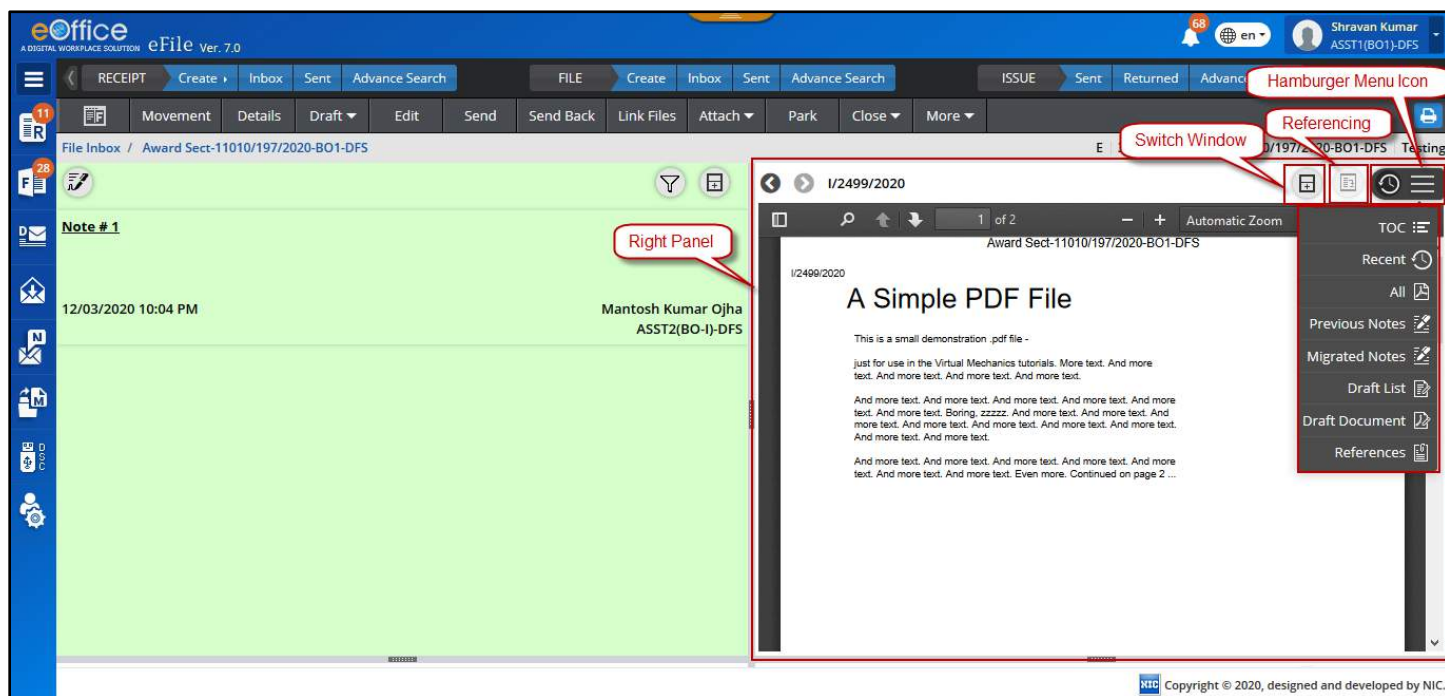 eOffice
A DIGITAL WORKPLACE SOLUTION eFile Ver. 7.0
68
en
Shravan Kumar
ASST1(BO1)-DFS
RECEIPT Create Inbox Sent Advance Search FILE Create Inbox Sent Advance Search ISSUE Sent Returned
Hamburger Menu Icon
11
R
Movement Details Draft Edit Send Send Back Link Files Attach Park Close More
Referencing
Switch Window
File Inbox / Award Sect-11010/197/2020-BO1-DFS
E
/197/2020-BO1-DFS Testing
28
F
I/2499/2020
Note # 1
Right Panel
1 of 2 Automatic Zoom
Award Sect-11010/197/2020-BO1-DFS
I/2499/2020
A Simple PDF File
This is a small demonstration .pdf file -
just for use in the Virtual Mechanics tutorials. More text. And more
text. And more text. And more text. And more text.
And more text. And more text. And more text. And more text. And more
text. And more text. Boring, zzzzz. And more text. And more text. And
more text. And more text. And more text. And more text. And more text.
And more text. And more text.
And more text. And more text. And more text. And more text. And more
text. And more text. And more text. Even more. Continued on page 2 ...
12/03/2020 10:04 PM
Mantosh Kumar Ojha
ASST2(BO-I)-DFS
TOC
Recent
All
Previous Notes
Migrated Notes
Draft List
Draft Document
References
D
N
M
DSC
NIC Copyright © 2020, designed and developed by NIC.